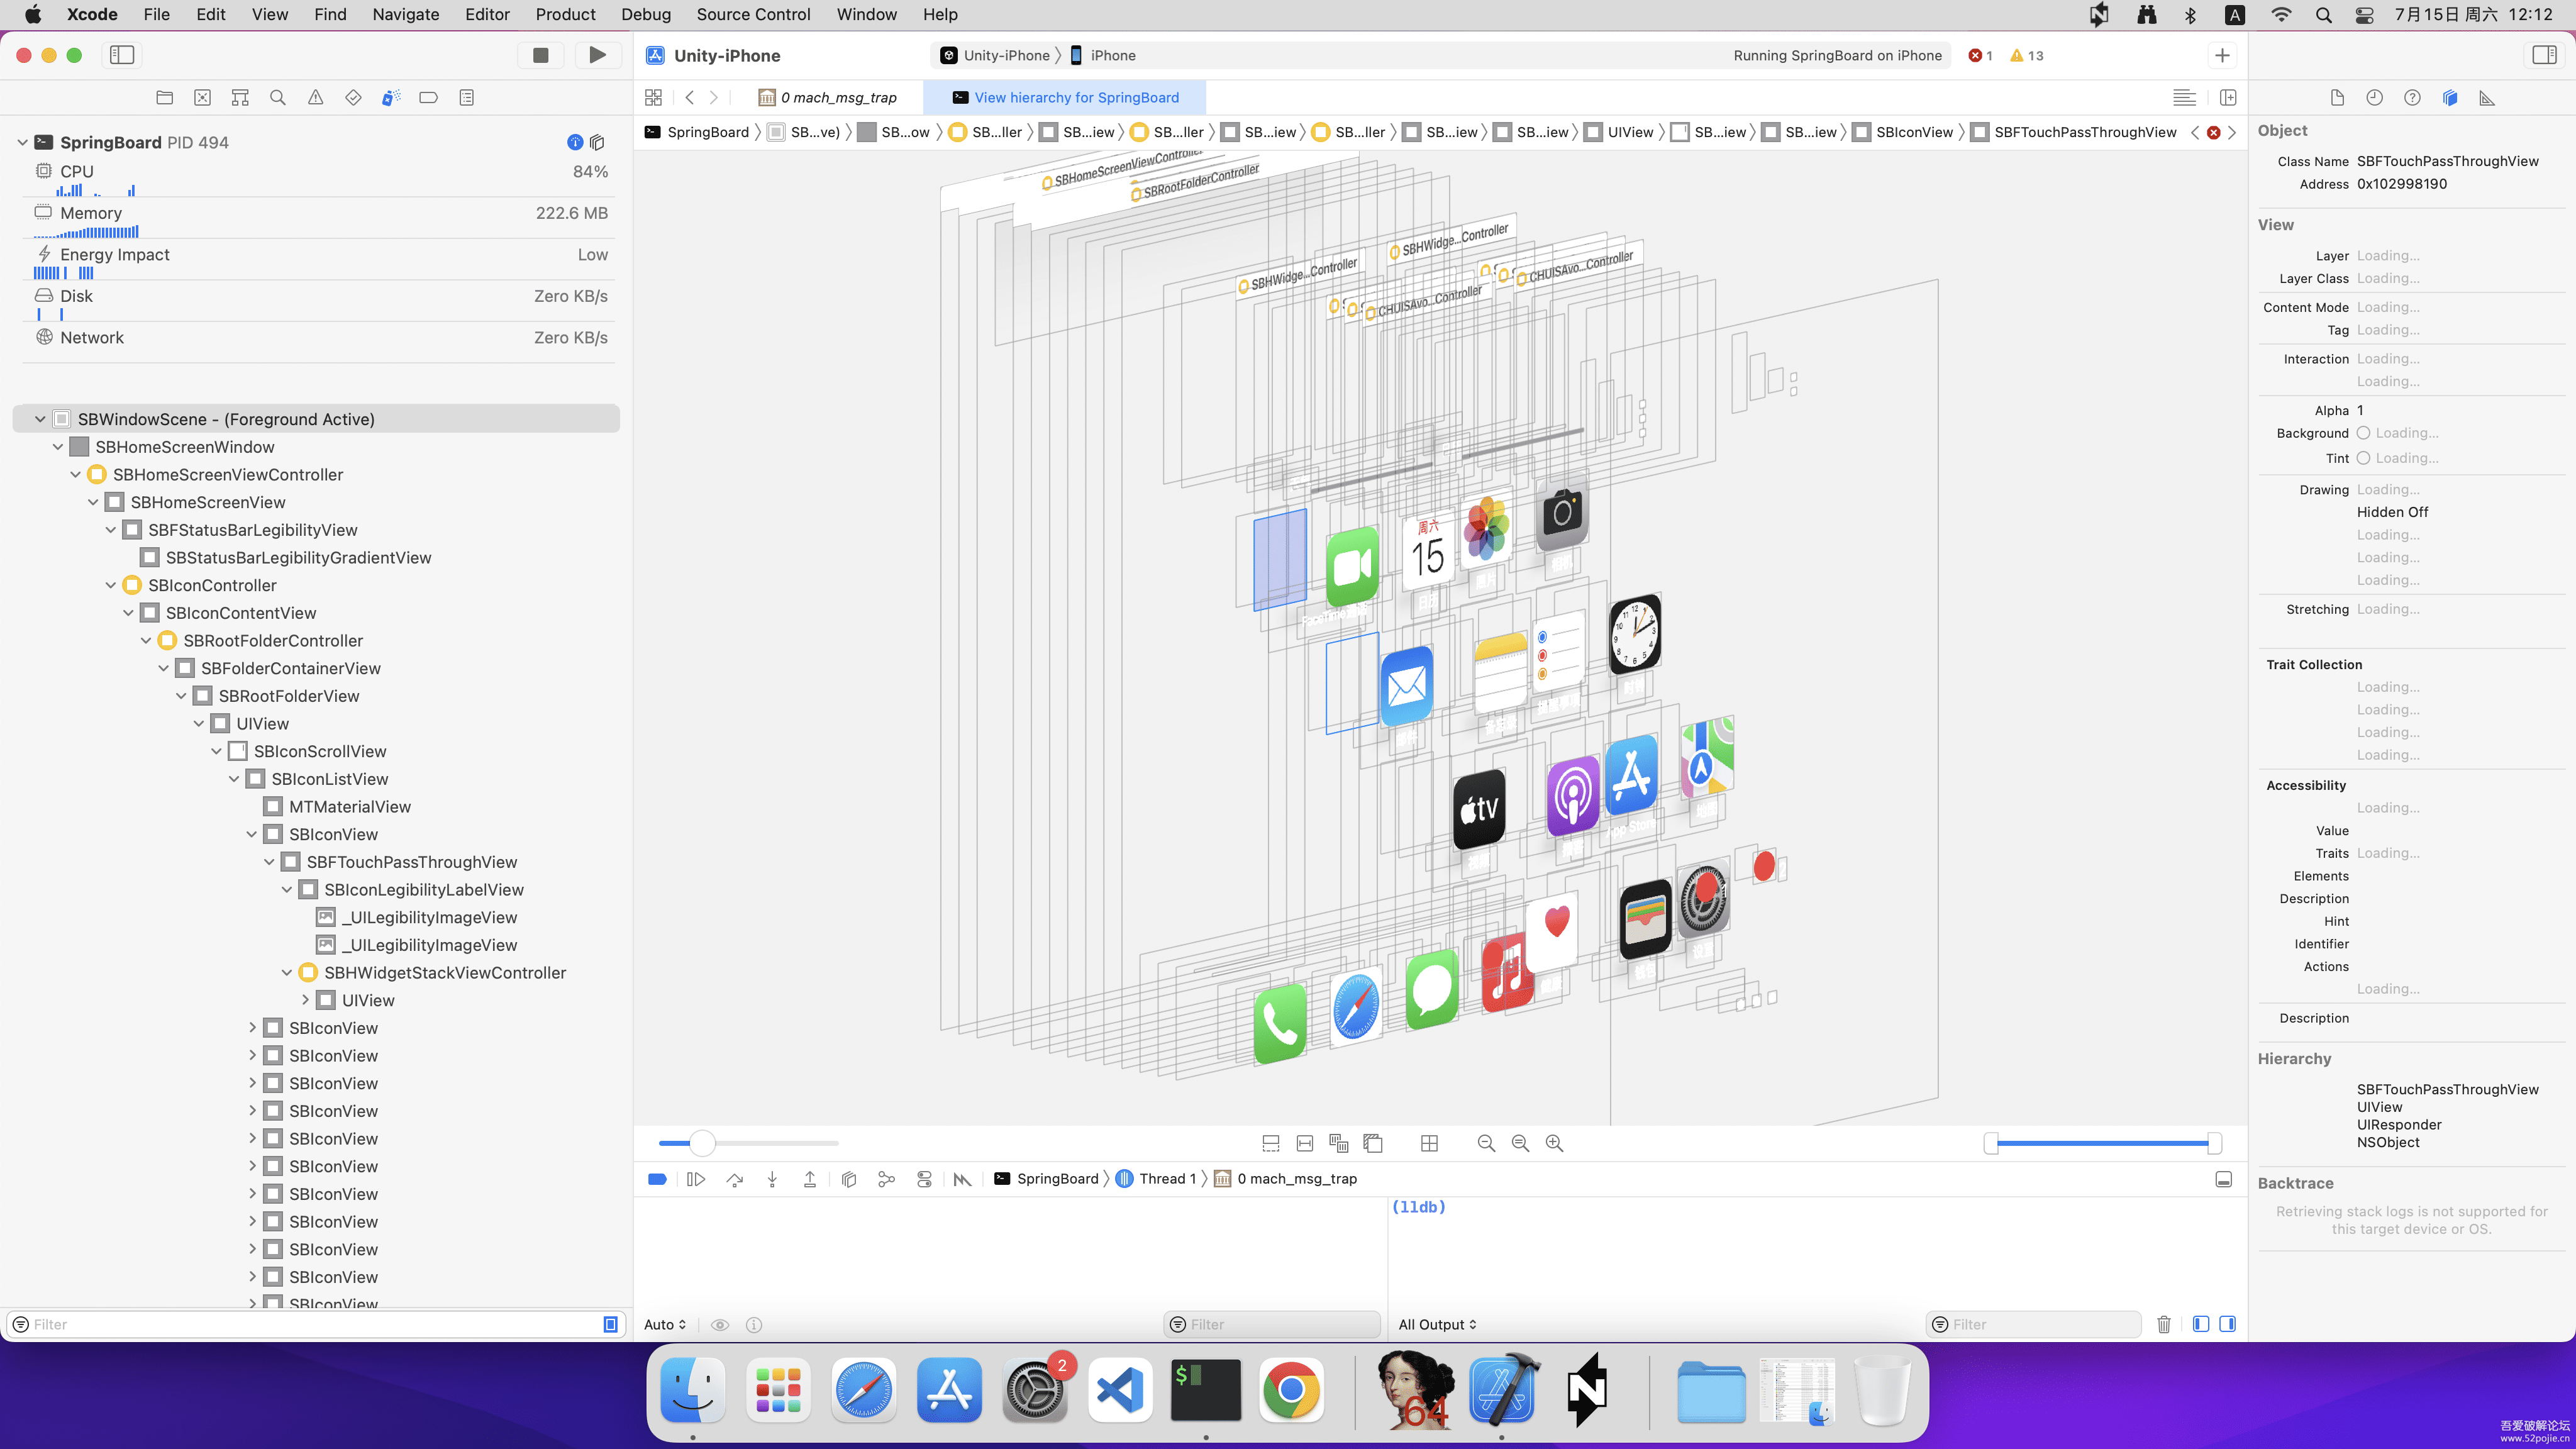 Xcode File Edit View Find Navigate Editor Product Debug Source Control Window Help
A 7月15日 周六 12:12
Unity-iPhone
Unity-iPhone 〉 iPhone
Running SpringBoard on iPhone
1
13
0 mach_msg_trap
View hierarchy for SpringBoard
SpringBoard 〉 SB...ve) 〉 SB...ow 〉 SB...ller 〉 SB...iew 〉 SB...ller 〉 SB...iew 〉 SB...ller 〉 SB...iew 〉 SB...iew 〉 UIView 〉 SB...iew 〉 SB...iew 〉 SBIconView 〉 SBFTouchPassThroughView
SpringBoard PID 494
CPU 84%
Memory 222.6 MB
Energy Impact Low
Disk Zero KB/s
Network Zero KB/s
SBWindowScene - (Foreground Active)
SBHomeScreenWindow
SBHomeScreenViewController
SBHomeScreenView
SBFStatusBarLegibilityView
SBStatusBarLegibilityGradientView
SBIconController
SBIconContentView
SBRootFolderController
SBFolderContainerView
SBRootFolderView
UIView
SBIconScrollView
SBIconListView
MTMaterialView
SBIconView
SBFTouchPassThroughView
SBIconLegibilityLabelView
_UILegibilityImageView
_UILegibilityImageView
SBHWidgetStackViewController
UIView
SBIconView
SBIconView
SBIconView
SBIconView
SBIconView
SBIconView
SBIconView
SBIconView
SBIconView
SBIconView
SBIconView
Filter
SBHomeScreenViewController
SBRootFolderController
SBHWidge...Controller
SBHWidge...Controller
CHUISAvo...Controller
CHUISAvo...Controller
周六
15
日历
照片
相机
tv
App Store
设置
SpringBoard 〉 Thread 1 〉 0 mach_msg_trap
(lldb)
Auto
Filter
All Output
Filter
Object
Class Name SBFTouchPassThroughView
Address 0x102998190
View
Layer Loading...
Layer Class Loading...
Content Mode Loading...
Tag Loading...
Interaction Loading...
Loading...
Alpha 1
Background Loading...
Tint Loading...
Drawing Loading...
Hidden Off
Loading...
Loading...
Loading...
Stretching Loading...
Trait Collection
Loading...
Loading...
Loading...
Loading...
Accessibility
Loading...
Value
Traits Loading...
Elements
Description
Hint
Identifier
Actions
Loading...
Description
Hierarchy
SBFTouchPassThroughView
UIView
UIResponder
NSObject
Backtrace
Retrieving stack logs is not supported for
this target device or OS.
2
$
64
N
吾爱破解论坛
www.52pojie.cn